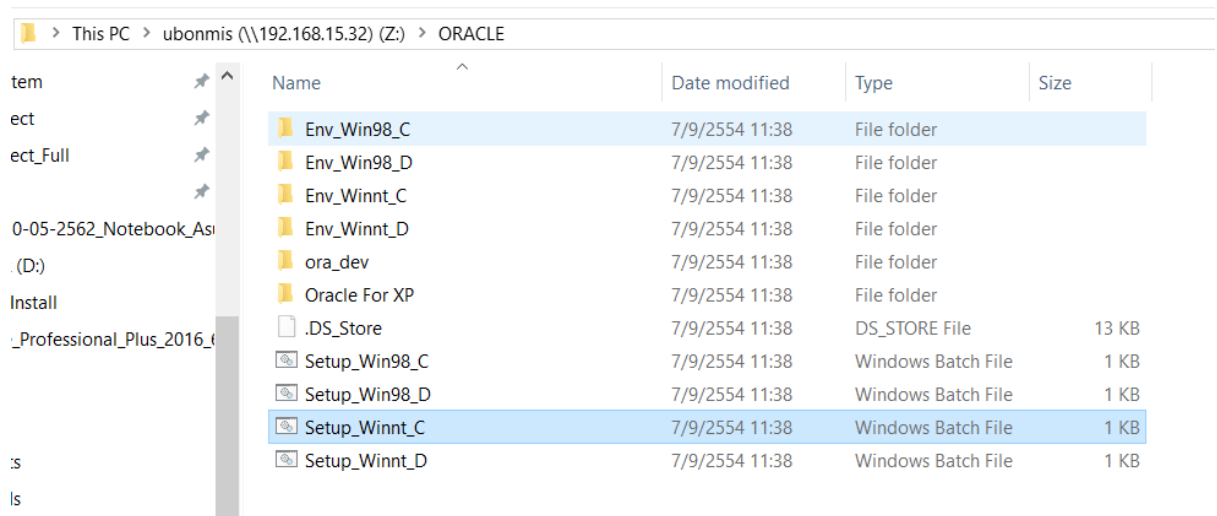 This PC > ubonmis (\\192.168.15.32) (Z:) > ORACLE
Name Date modified Type Size
tem
ect
ect_Full
0-05-2562_Notebook_Asu
(D:)
Install
_Professional_Plus_2016_6
ts
ls
Env_Win98_C 7/9/2554 11:38 File folder
Env_Win98_D 7/9/2554 11:38 File folder
Env_Winnt_C 7/9/2554 11:38 File folder
Env_Winnt_D 7/9/2554 11:38 File folder
ora_dev 7/9/2554 11:38 File folder
Oracle For XP 7/9/2554 11:38 File folder
.DS_Store 7/9/2554 11:38 DS_STORE File 13 KB
Setup_Win98_C 7/9/2554 11:38 Windows Batch File 1 KB
Setup_Win98_D 7/9/2554 11:38 Windows Batch File 1 KB
Setup_Winnt_C 7/9/2554 11:38 Windows Batch File 1 KB
Setup_Winnt_D 7/9/2554 11:38 Windows Batch File 1 KB